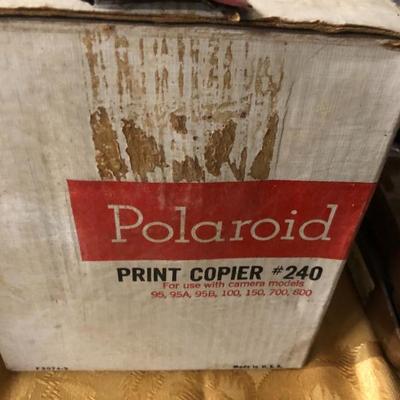 Polaroid
PRINT COPIER #240
For use with camera models
95, 95A, 95B, 100, 150, 700, 800
Made in U.S.A.